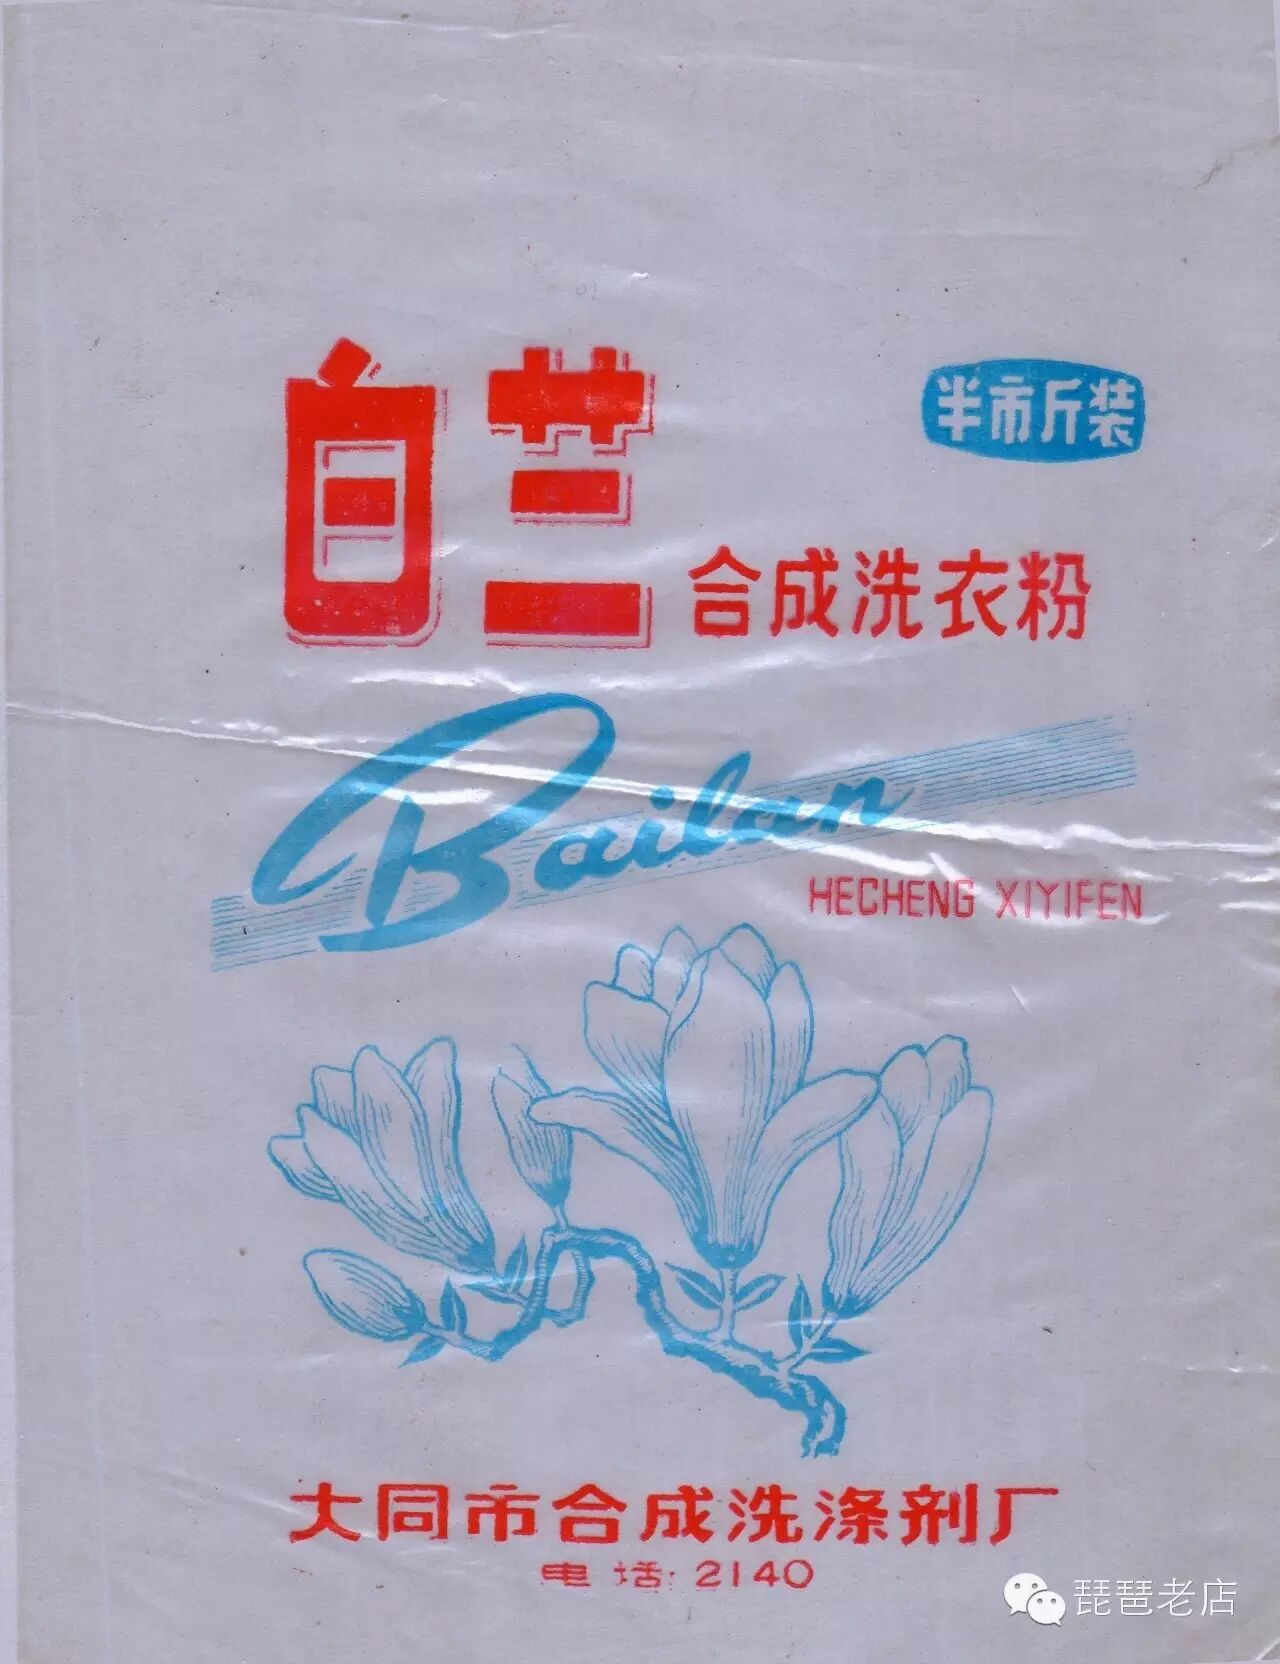 白兰
半市斤装
合成洗衣粉
Bailan
HECHENG XIYIFEN
大同市合成洗涤剂厂
电话:2140
琵琶老店